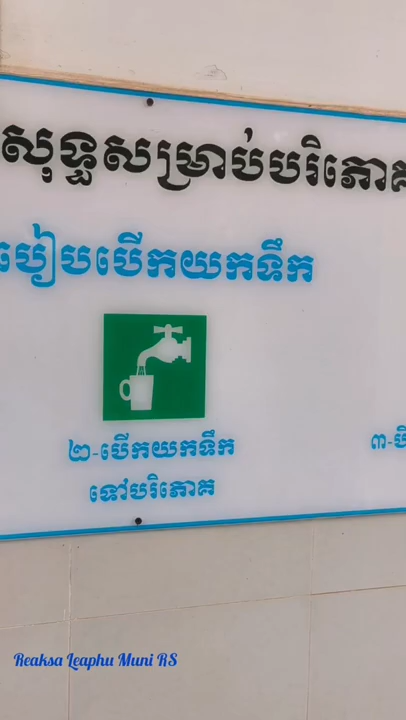 សុទ្ធសម្រាប់បរិភោគ
របៀបបើកយកទឹក
២-បើកយកទឹក
ទៅបរិភោគ
៣-បិ
Reaksa Leaphu Muni RS